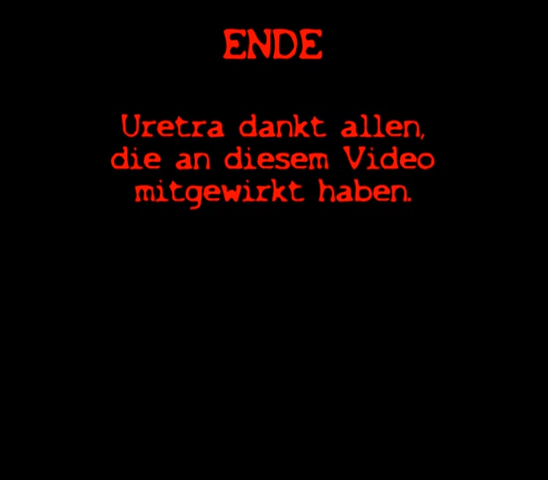 ENDE
Uretra dankt allen,
die an diesem Video
mitgewirkt haben.